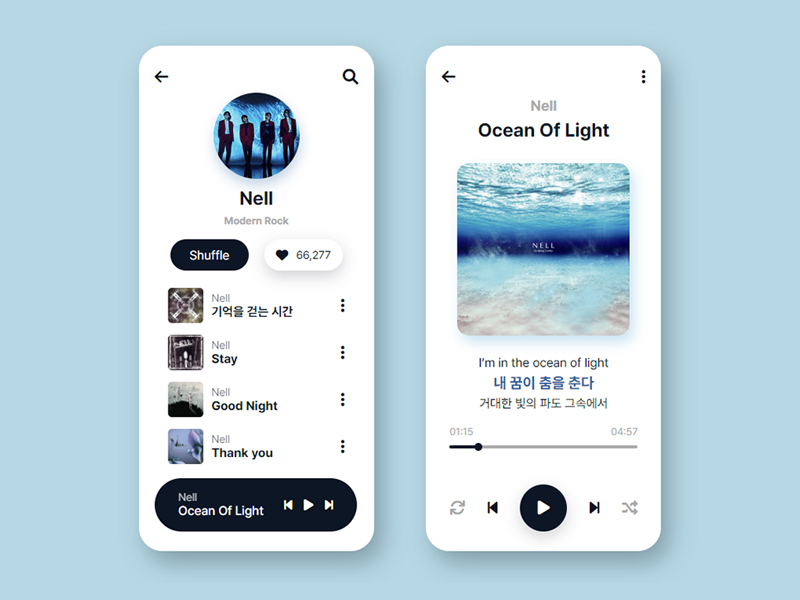 Nell
Modern Rock
Shuffle
66,277
Nell
기억을 걷는 시간
Nell
Stay
Nell
Good Night
Nell
Thank you
Nell
Ocean Of Light
Nell
Ocean Of Light
NELL
I'm in the ocean of light
내 꿈이 춤을 춘다
거대한 빛의 파도 그속에서
01:15
04:57